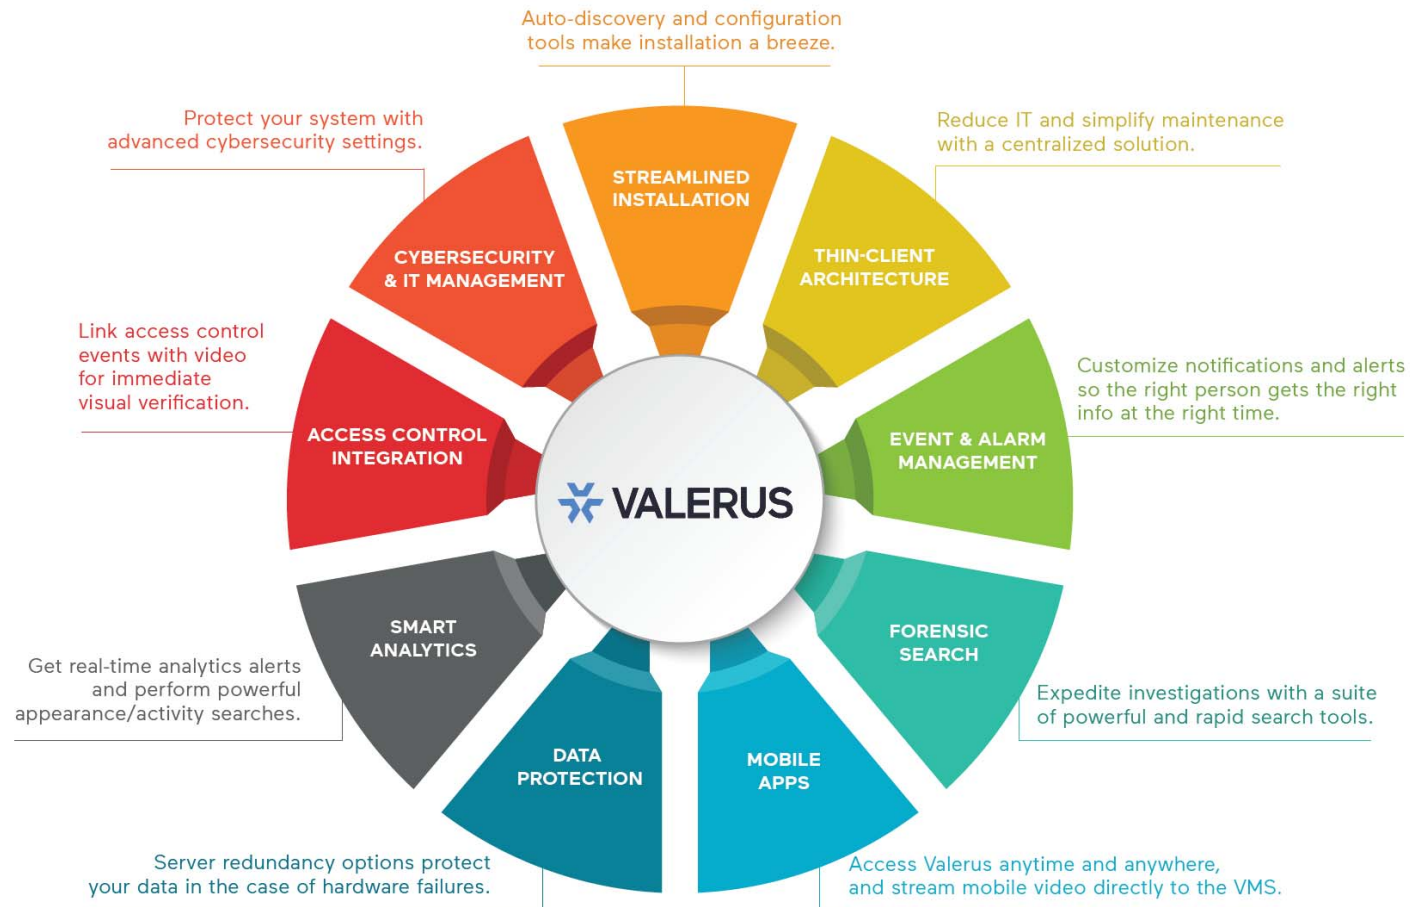 Auto-discovery and configuration
tools make installation a breeze.
Protect your system with
advanced cybersecurity settings.
Reduce IT and simplify maintenance
with a centralized solution.
STREAMLINED
INSTALLATION
CYBERSECURITY
& IT MANAGEMENT
THIN-CLIENT
ARCHITECTURE
Link access control
events with video
for immediate
visual verification.
Customize notifications and alerts
so the right person gets the right
info at the right time.
ACCESS CONTROL
INTEGRATION
EVENT & ALARM
MANAGEMENT
VALERUS
SMART
ANALYTICS
FORENSIC
SEARCH
Get real-time analytics alerts
and perform powerful
appearance/activity searches.
Expedite investigations with a suite
of powerful and rapid search tools.
DATA
PROTECTION
MOBILE
APPS
Server redundancy options protect
your data in the case of hardware failures.
Access Valerus anytime and anywhere,
and stream mobile video directly to the VMS.